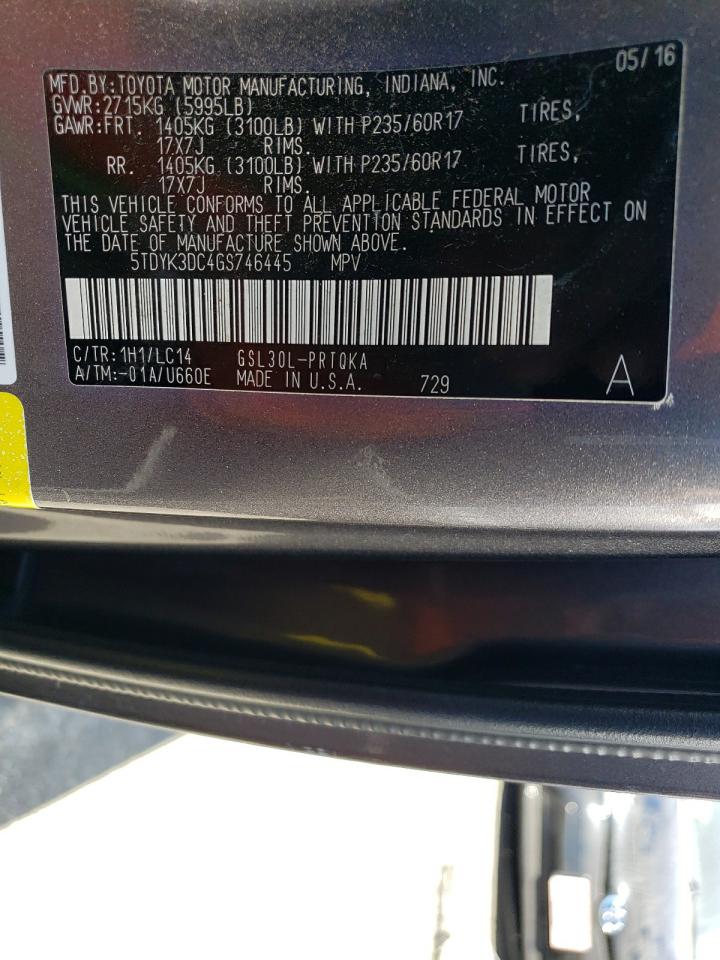 05/16
MFD.BY:TOYOTA MOTOR MANUFACTURING, INDIANA, INC.
GVWR:2715KG (5995LB)
GAWR:FRT. 1405KG (3100LB) WITH P235/60R17 TIRES,
17X7J RIMS.
RR. 1405KG (3100LB) WITH P235/60R17 TIRES,
17X7J RIMS.
THIS VEHICLE CONFORMS TO ALL APPLICABLE FEDERAL MOTOR
VEHICLE SAFETY AND THEFT PREVENTION STANDARDS IN EFFECT ON
THE DATE OF MANUFACTURE SHOWN ABOVE.
5TDYK3DC4GS746445 MPV
C/TR:1H1/LC14 GSL30L-PRTQKA
A/TM:-01A/U660E MADE IN U.S.A. 729 A